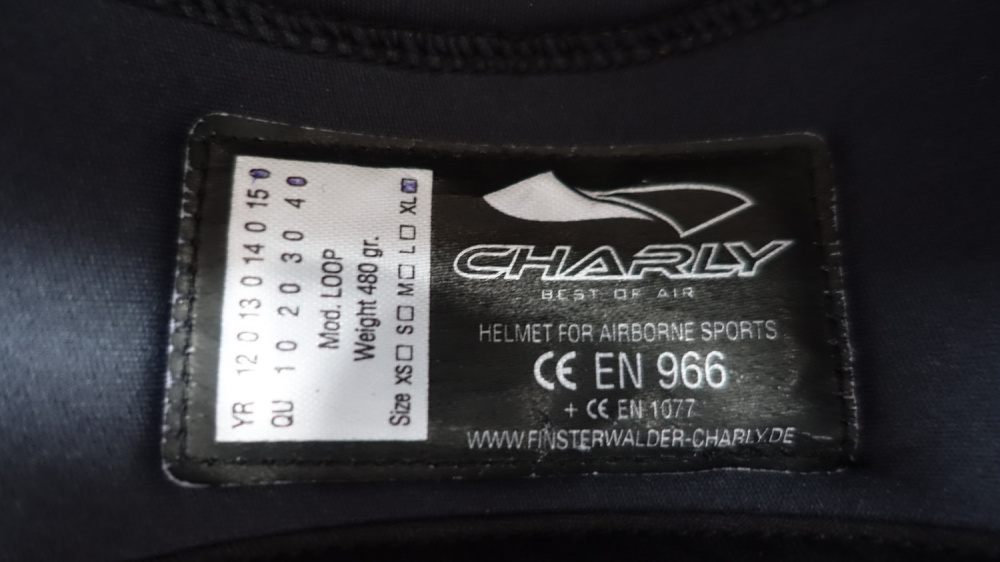 YR 12 0 13 0 14 0 15 0
QU 1 0 2 0 3 0 4 0
Mod. LOOP
Weight 480 gr.
Size XS☐ S☐ M☐ L☐ XL☐
CHARLY
BEST OF AIR
HELMET FOR AIRBORNE SPORTS
CE EN 966
+ CE EN 1077
WWW.FINSTERWALDER-CHARLY.DE